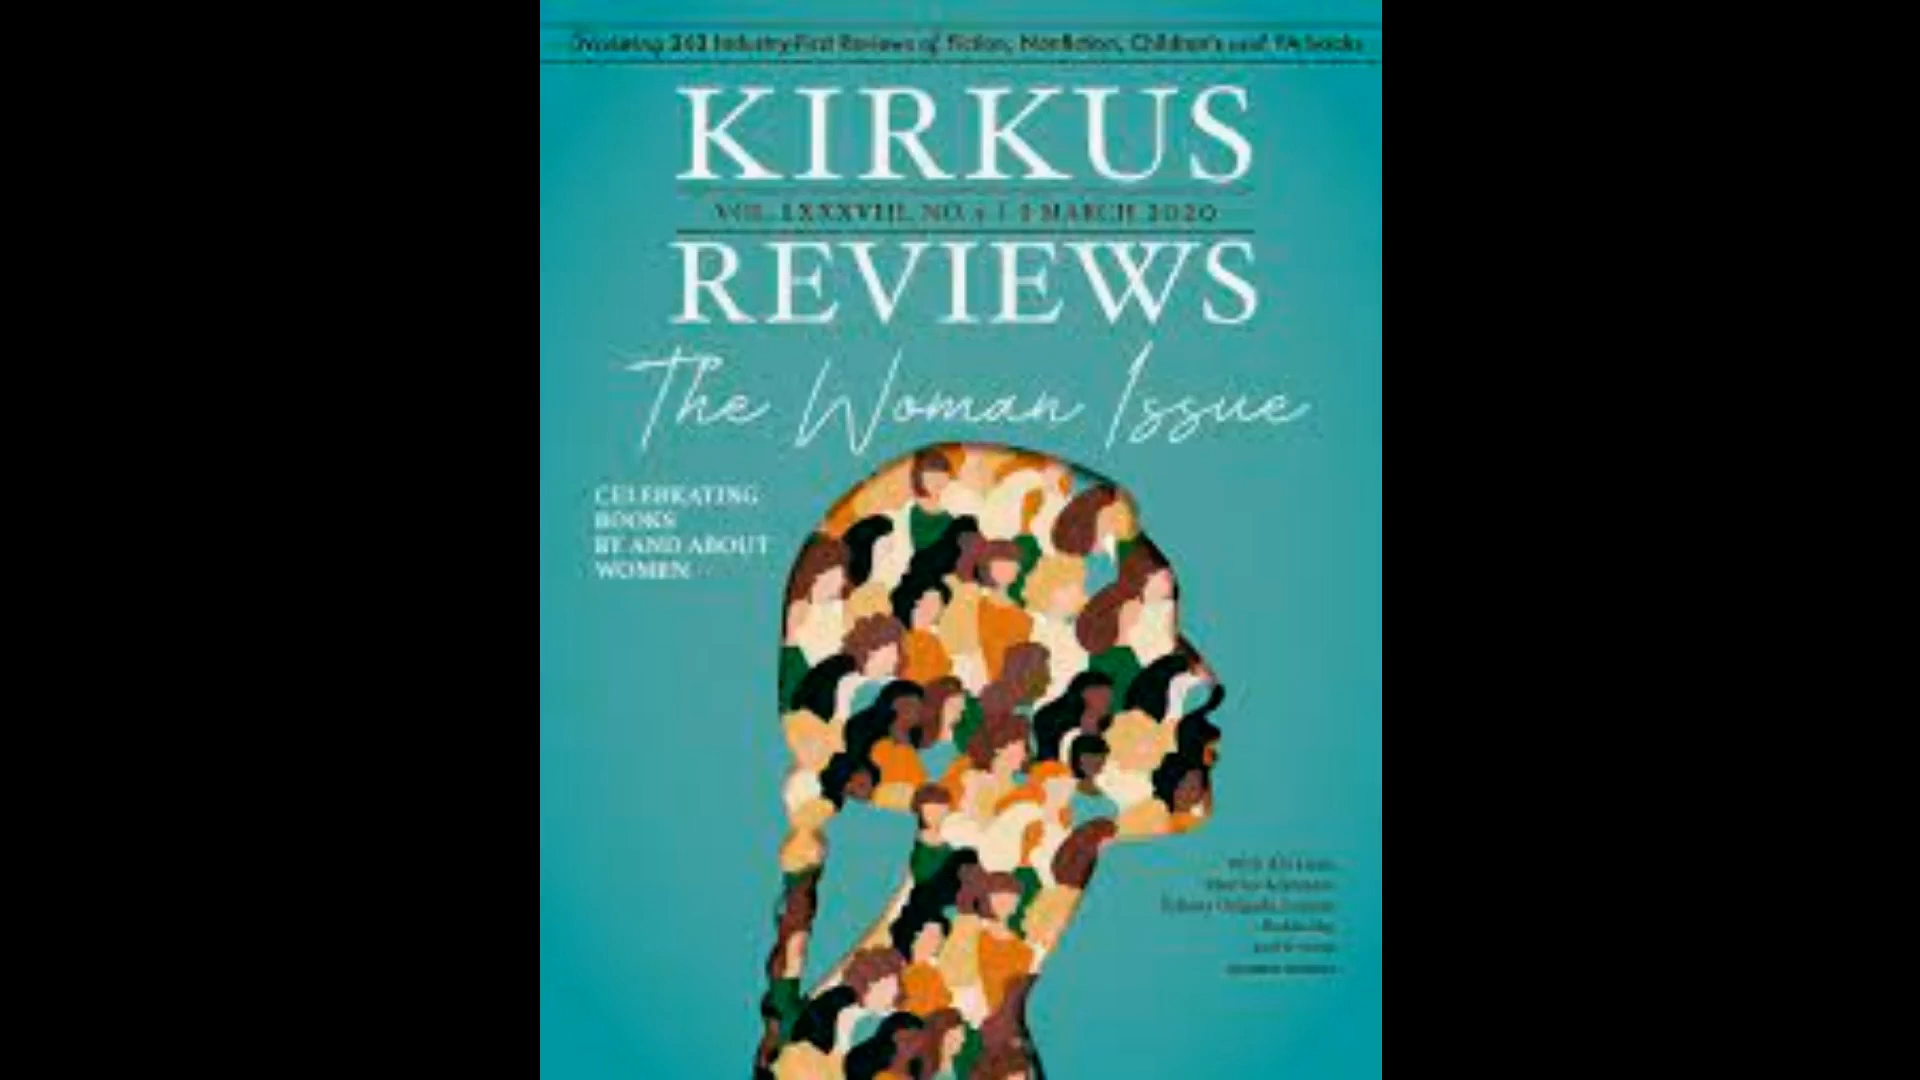 Featuring 363 Industry-First Reviews of Fiction, Nonfiction, Children's and YA books
KIRKUS
VOL. LXXXVIII, NO. 5 | 1 MARCH 2020
REVIEWS
The Woman Issue
CELEBRATING
BOOKS
BY AND ABOUT
WOMEN